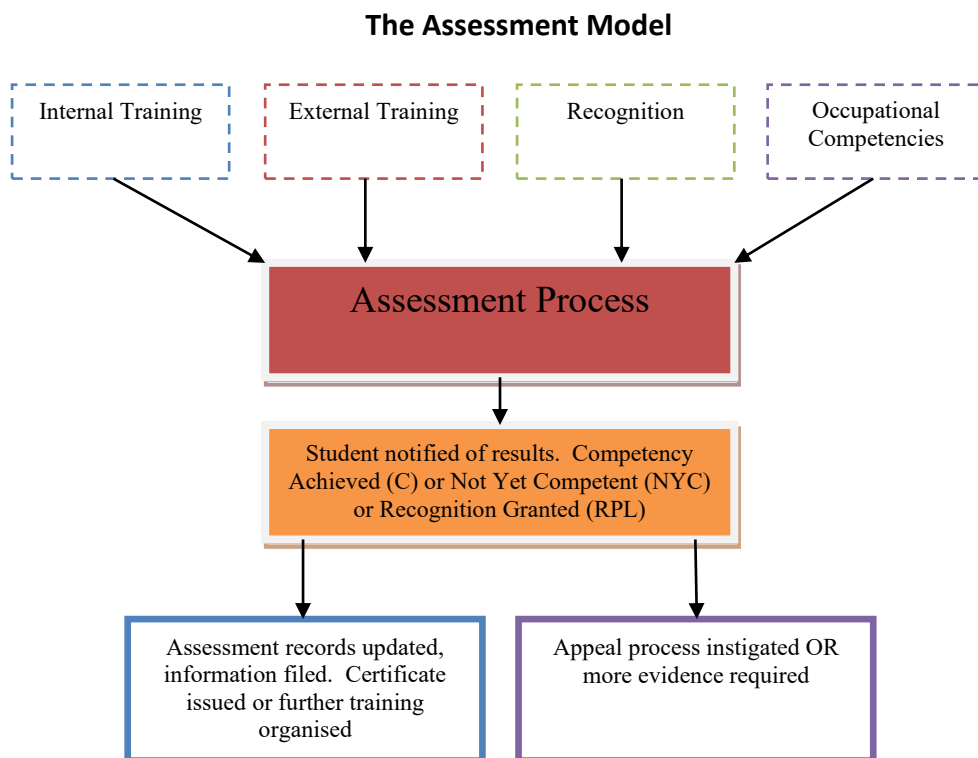 The Assessment Model
Internal Training
External Training
Recognition
Occupational
Competencies
Assessment Process
Student notified of results.  Competency
Achieved (C) or Not Yet Competent (NYC)
or Recognition Granted (RPL)
Assessment records updated,
information filed.  Certificate
issued or further training
organised
Appeal process instigated OR
more evidence required